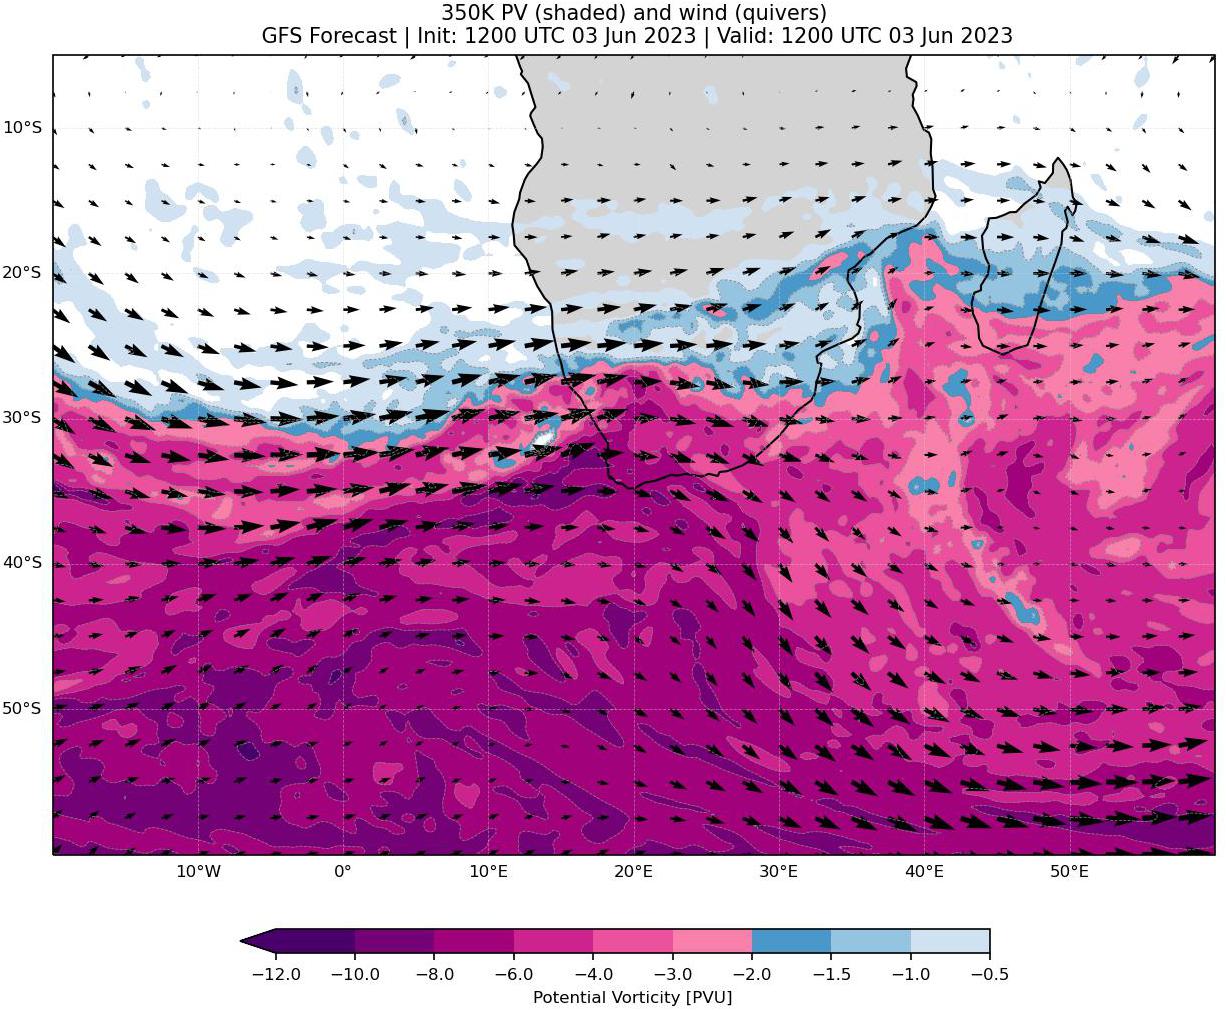 350K PV (shaded) and wind (quivers)
GFS Forecast | Init: 1200 UTC 03 Jun 2023 | Valid: 1200 UTC 03 Jun 2023
10°S
20°S
30°S
40°S
50°S
10°W 0° 10°E 20°E 30°E 40°E 50°E
−12.0 −10.0 −8.0 −6.0 −4.0 −3.0 −2.0 −1.5 −1.0 −0.5
Potential Vorticity [PVU]